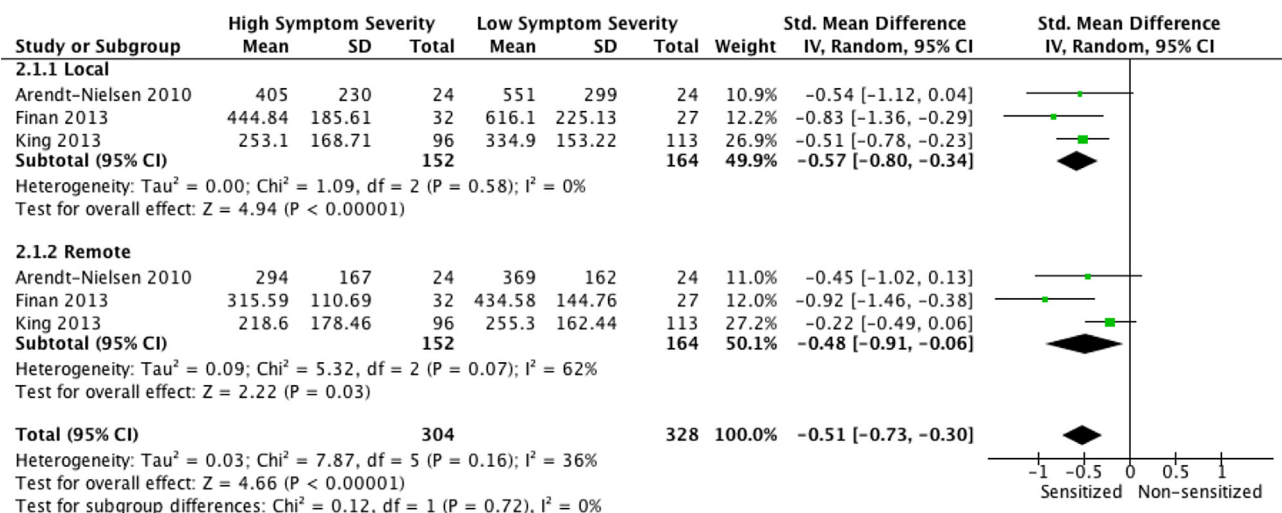 High Symptom Severity Low Symptom Severity Std. Mean Difference Std. Mean Difference
Study or Subgroup Mean SD Total Mean SD Total Weight IV, Random, 95% CI IV, Random, 95% CI
2.1.1 Local
Arendt-Nielsen 2010 405 230 24 551 299 24 10.9% -0.54 [-1.12, 0.04]
Finan 2013 444.84 185.61 32 616.1 225.13 27 12.2% -0.83 [-1.36, -0.29]
King 2013 253.1 168.71 96 334.9 153.22 113 26.9% -0.51 [-0.78, -0.23]
Subtotal (95% CI) 152 164 49.9% -0.57 [-0.80, -0.34]
Heterogeneity: Tau² = 0.00; Chi² = 1.09, df = 2 (P = 0.58); I² = 0%
Test for overall effect: Z = 4.94 (P < 0.00001)
2.1.2 Remote
Arendt-Nielsen 2010 294 167 24 369 162 24 11.0% -0.45 [-1.02, 0.13]
Finan 2013 315.59 110.69 32 434.58 144.76 27 12.0% -0.92 [-1.46, -0.38]
King 2013 218.6 178.46 96 255.3 162.44 113 27.2% -0.22 [-0.49, 0.06]
Subtotal (95% CI) 152 164 50.1% -0.48 [-0.91, -0.06]
Heterogeneity: Tau² = 0.09; Chi² = 5.32, df = 2 (P = 0.07); I² = 62%
Test for overall effect: Z = 2.22 (P = 0.03)
Total (95% CI) 304 328 100.0% -0.51 [-0.73, -0.30]
Heterogeneity: Tau² = 0.03; Chi² = 7.87, df = 5 (P = 0.16); I² = 36%
Test for overall effect: Z = 4.66 (P < 0.00001)
Test for subgroup differences: Chi² = 0.12, df = 1 (P = 0.72), I² = 0%
-1 -0.5 0 0.5 1
Sensitized Non-sensitized